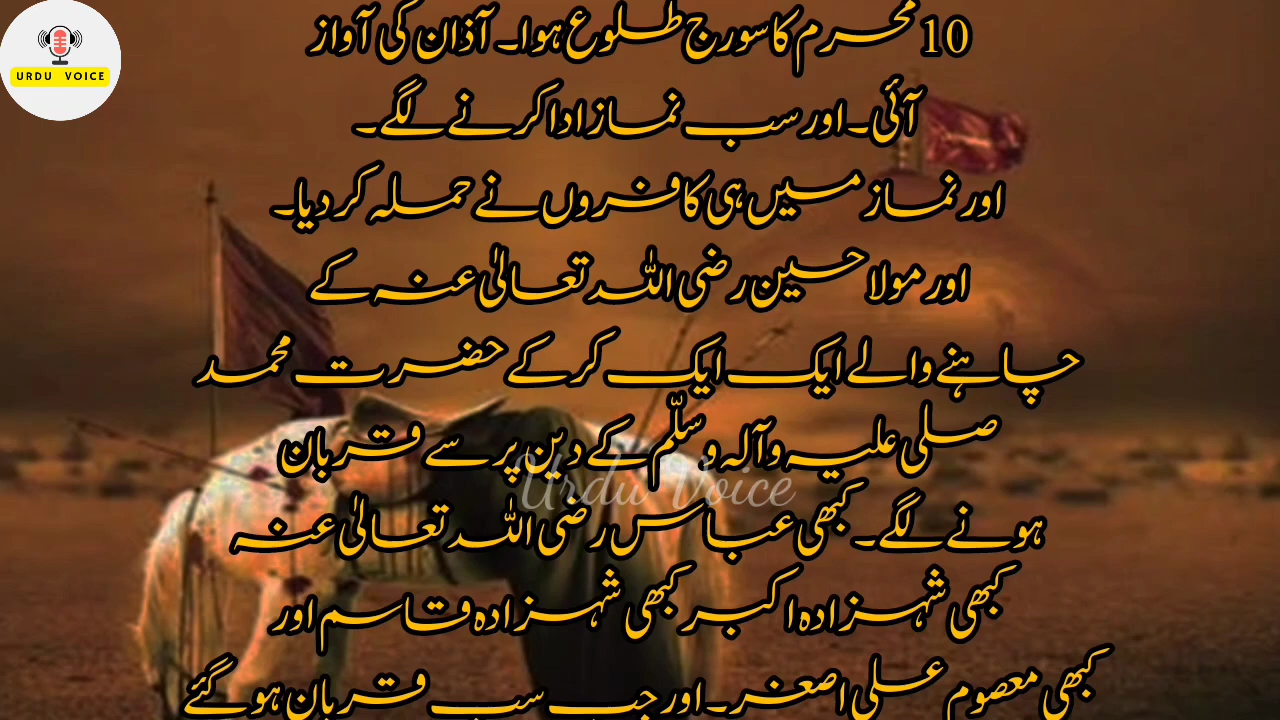 URDU VOICE
10 محرم کا سورج طلوع ہوا۔ آذان کی آواز
آئی۔ اور سب نماز ادا کرنے لگے۔
اور نماز میں ہی کافروں نے حملہ کر دیا۔
اور مولا حسین رضی اللہ تعالیٰ عنہ کے
چاہنے والے ایک ایک کر کے حضرت محمد
صلی علیہ وآلہ وسلّم کے دین پر سے قربان
Urdu Voice
ہونے لگے۔ کبھی عباس رضی اللہ تعالیٰ عنہ
کبھی شہزادہ اکبر کبھی شہزادہ قاسم اور
کبھی معصوم علی اصغر۔ اور جب سب قربان ہو گئے